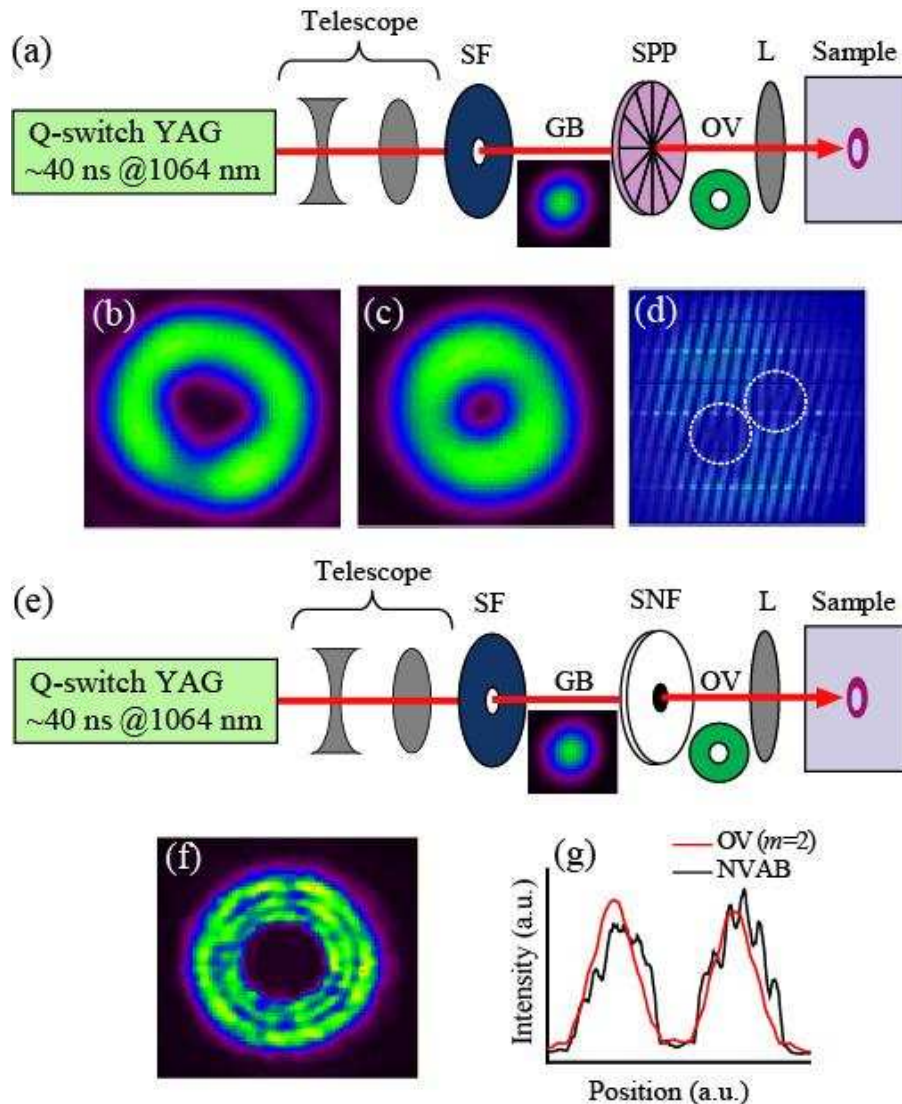 (a)
Telescope
SF
SPP
L
Sample
Q-switch YAG
~40 ns @1064 nm
GB
OV
(b)
(c)
(d)
(e)
Telescope
SF
SNF
L
Sample
Q-switch YAG
~40 ns @1064 nm
GB
OV
(f)
(g)
OV (m=2)
NVAB
Intensity (a.u.)
Position (a.u.)